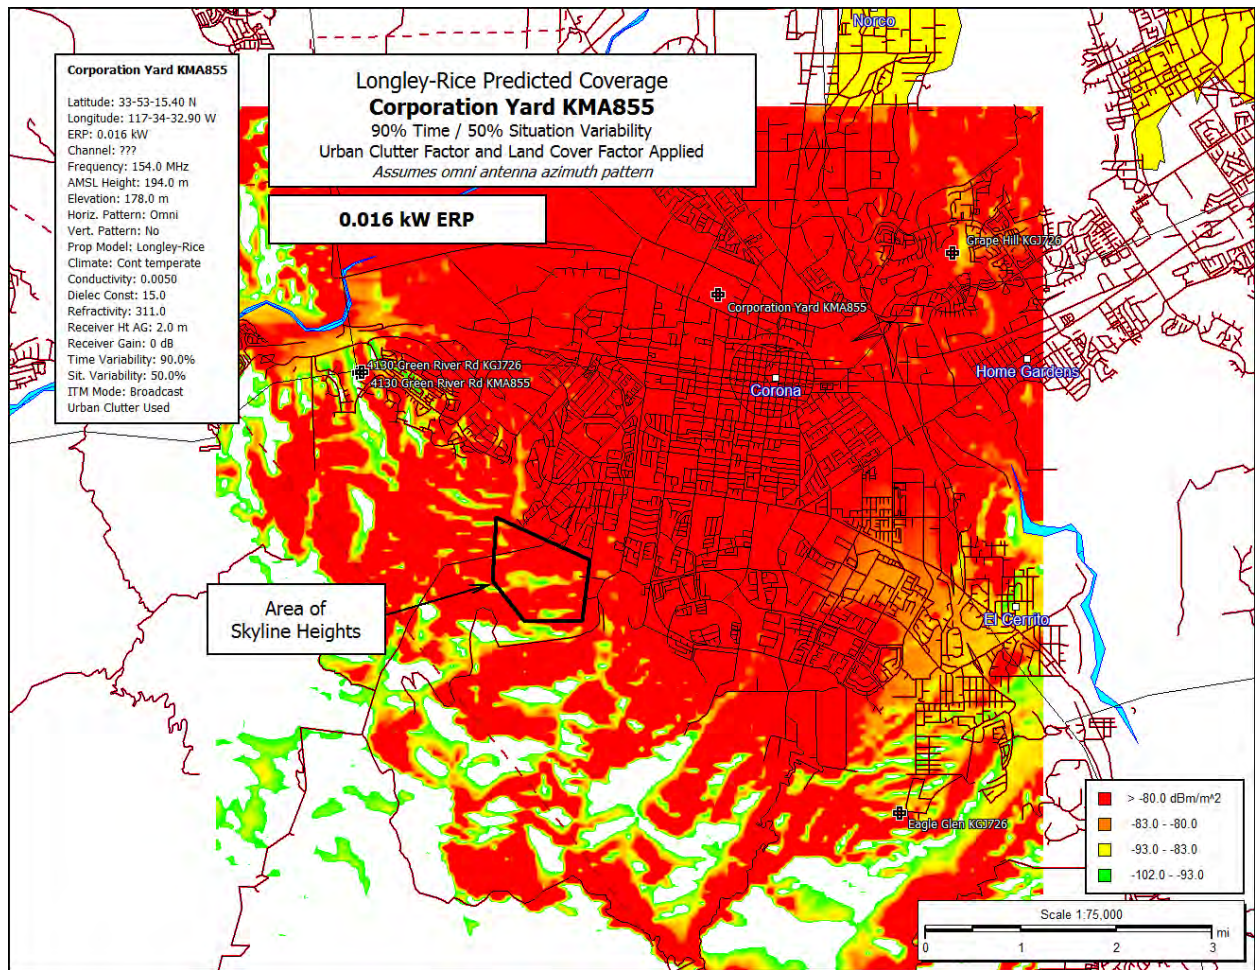 Norco
Corporation Yard KMA855
Latitude: 33-53-15.40 N
Longitude: 117-34-32.90 W
ERP: 0.016 kW
Channel: ???
Frequency: 154.0 MHz
AMSL Height: 194.0 m
Elevation: 178.0 m
Horiz. Pattern: Omni
Vert. Pattern: No
Prop Model: Longley-Rice
Climate: Cont temperate
Conductivity: 0.0050
Dielec Const: 15.0
Refractivity: 311.0
Receiver Ht AG: 2.0 m
Receiver Gain: 0 dB
Time Variability: 90.0%
Sit. Variability: 50.0%
ITM Mode: Broadcast
Urban Clutter Used
Longley-Rice Predicted Coverage
Corporation Yard KMA855
90% Time / 50% Situation Variability
Urban Clutter Factor and Land Cover Factor Applied
Assumes omni antenna azimuth pattern
0.016 kW ERP
Grape Hill KGJ726
Corporation Yard KMA855
4130 Green River Rd KGJ726
4130 Green River Rd KMA855
Home Gardens
Corona
Area of
Skyline Heights
El Cerrito
Eagle Glen KGJ726
> -80.0 dBm/m^2
-83.0 - -80.0
-93.0 - -83.0
-102.0 - -93.0
Scale 1:75,000
0 1 2 3 mi